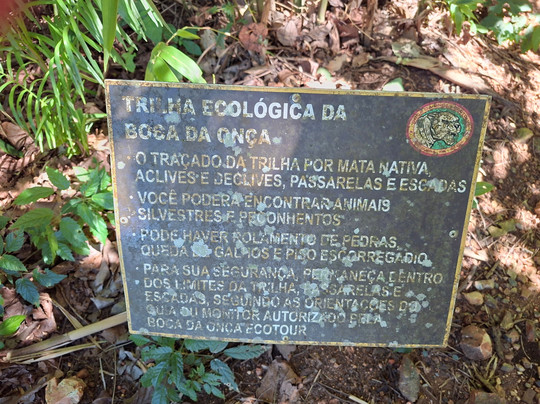 TRILHA ECOLÓGICA DA
BOCA DA ONÇA
· O TRAÇADO DA TRILHA POR MATA NATIVA,
ACLIVES E DECLIVES, PASSARELAS E ESCADAS
· VOCÊ PODERÁ ENCONTRAR ANIMAIS
SILVESTRES E PEÇONHENTOS
· PODE HAVER ROLAMENTO DE PEDRAS,
QUEDA DE GALHOS E PISO ESCORREGADIO
· PARA SUA SEGURANÇA, PERMANEÇA DENTRO
DOS LIMITES DA TRILHA, PASSARELAS E
ESCADAS, SEGUINDO AS ORIENTAÇÕES DO
GUIA OU MONITOR AUTORIZADO PELA
BOCA DA ONÇA ECOTOUR